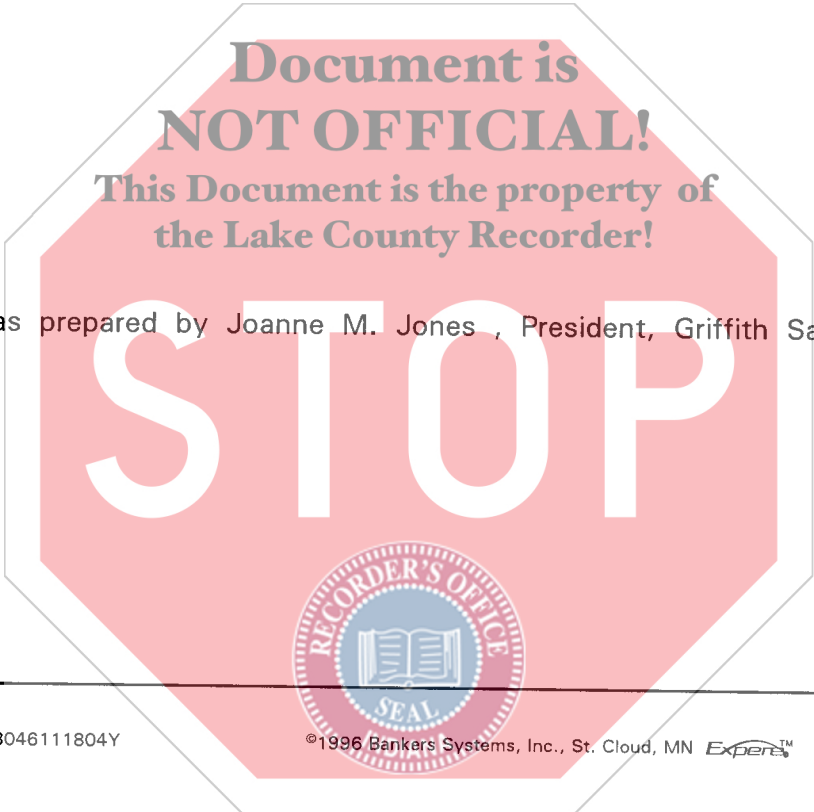 Document is
NOT OFFICIAL!
This Document is the property of
the Lake County Recorder!
as prepared by Joanne M. Jones , President, Griffith Sa
STOP
RECORDER'S OFFICE
SEAL
INDIANA
3046111804Y
©1996 Bankers Systems, Inc., St. Cloud, MN Expere™